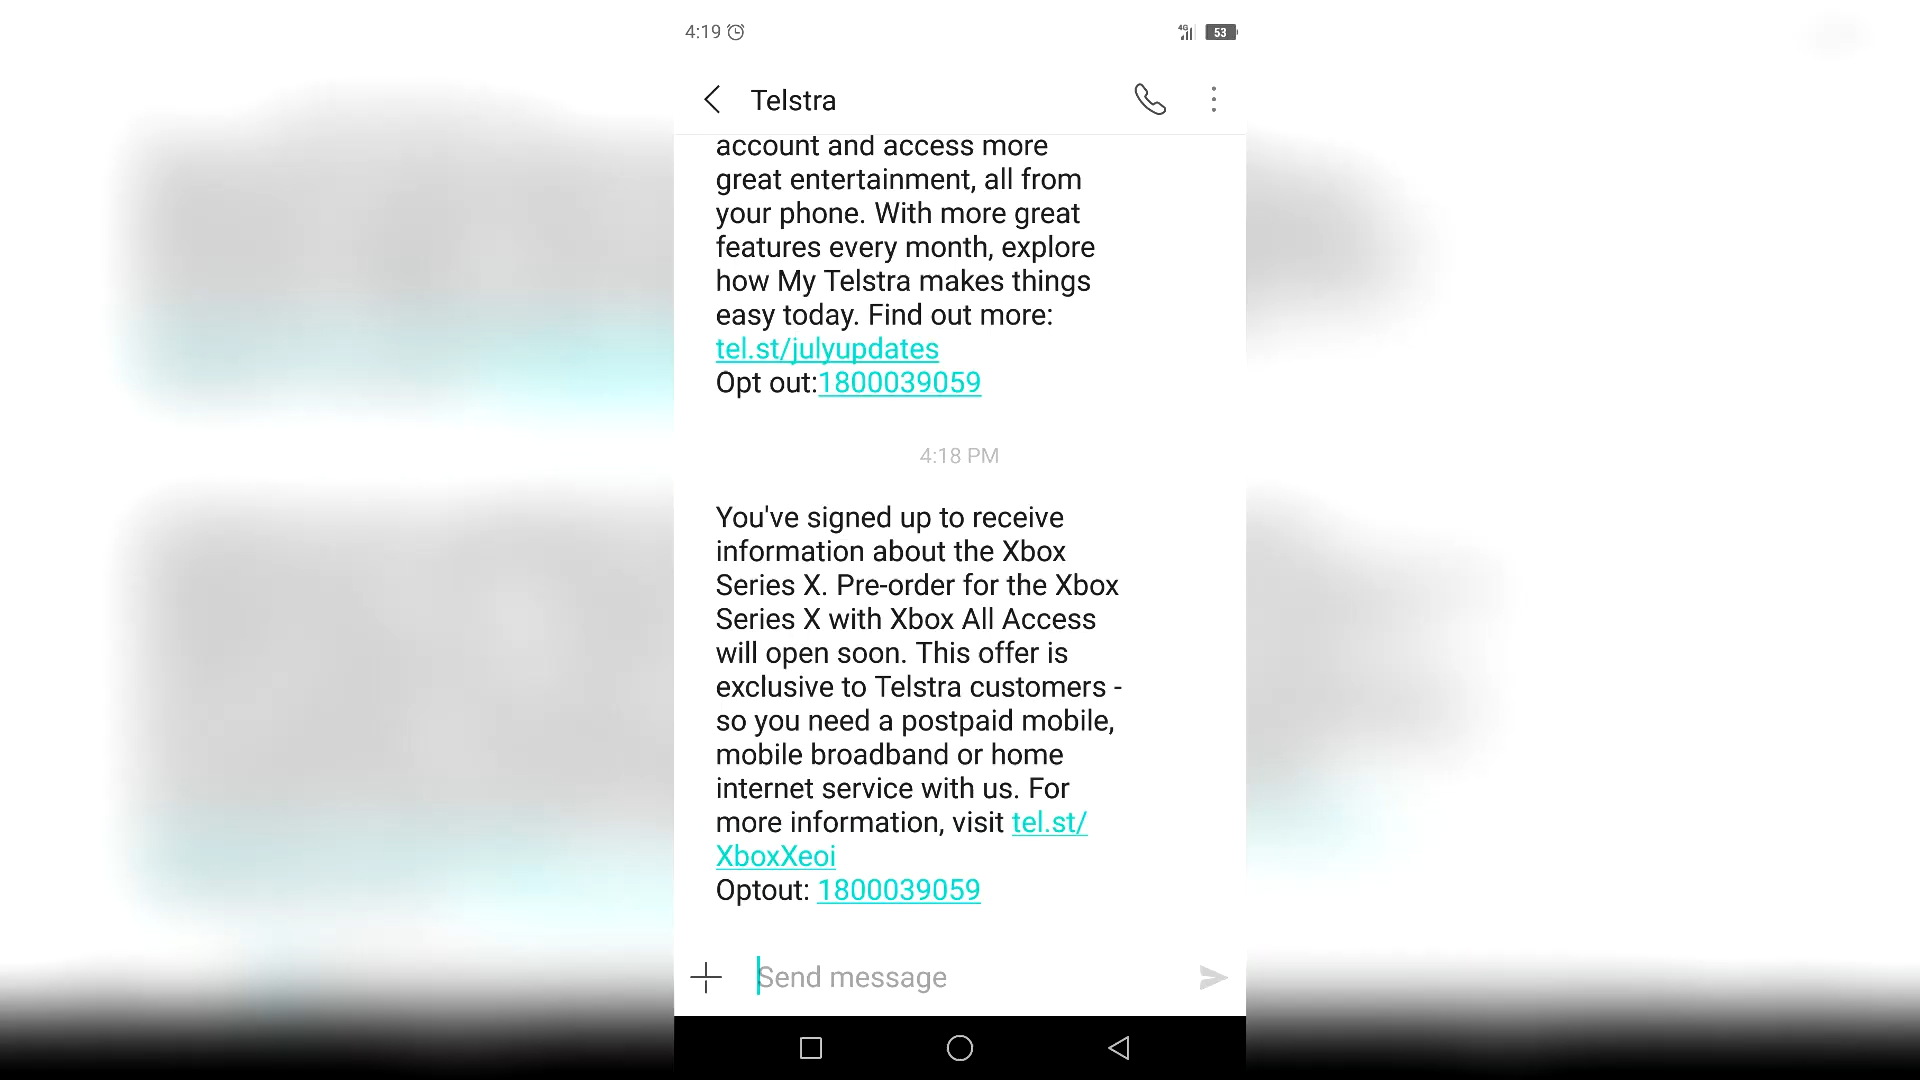 4:19
4G
53
Telstra
account and access more
great entertainment, all from
your phone. With more great
features every month, explore
how My Telstra makes things
easy today. Find out more:
tel.st/julyupdates
Opt out:1800039059
4:18 PM
You've signed up to receive
information about the Xbox
Series X. Pre-order for the Xbox
Series X with Xbox All Access
will open soon. This offer is
exclusive to Telstra customers -
so you need a postpaid mobile,
mobile broadband or home
internet service with us. For
more information, visit tel.st/
XboxXeoi
Optout: 1800039059
Send message